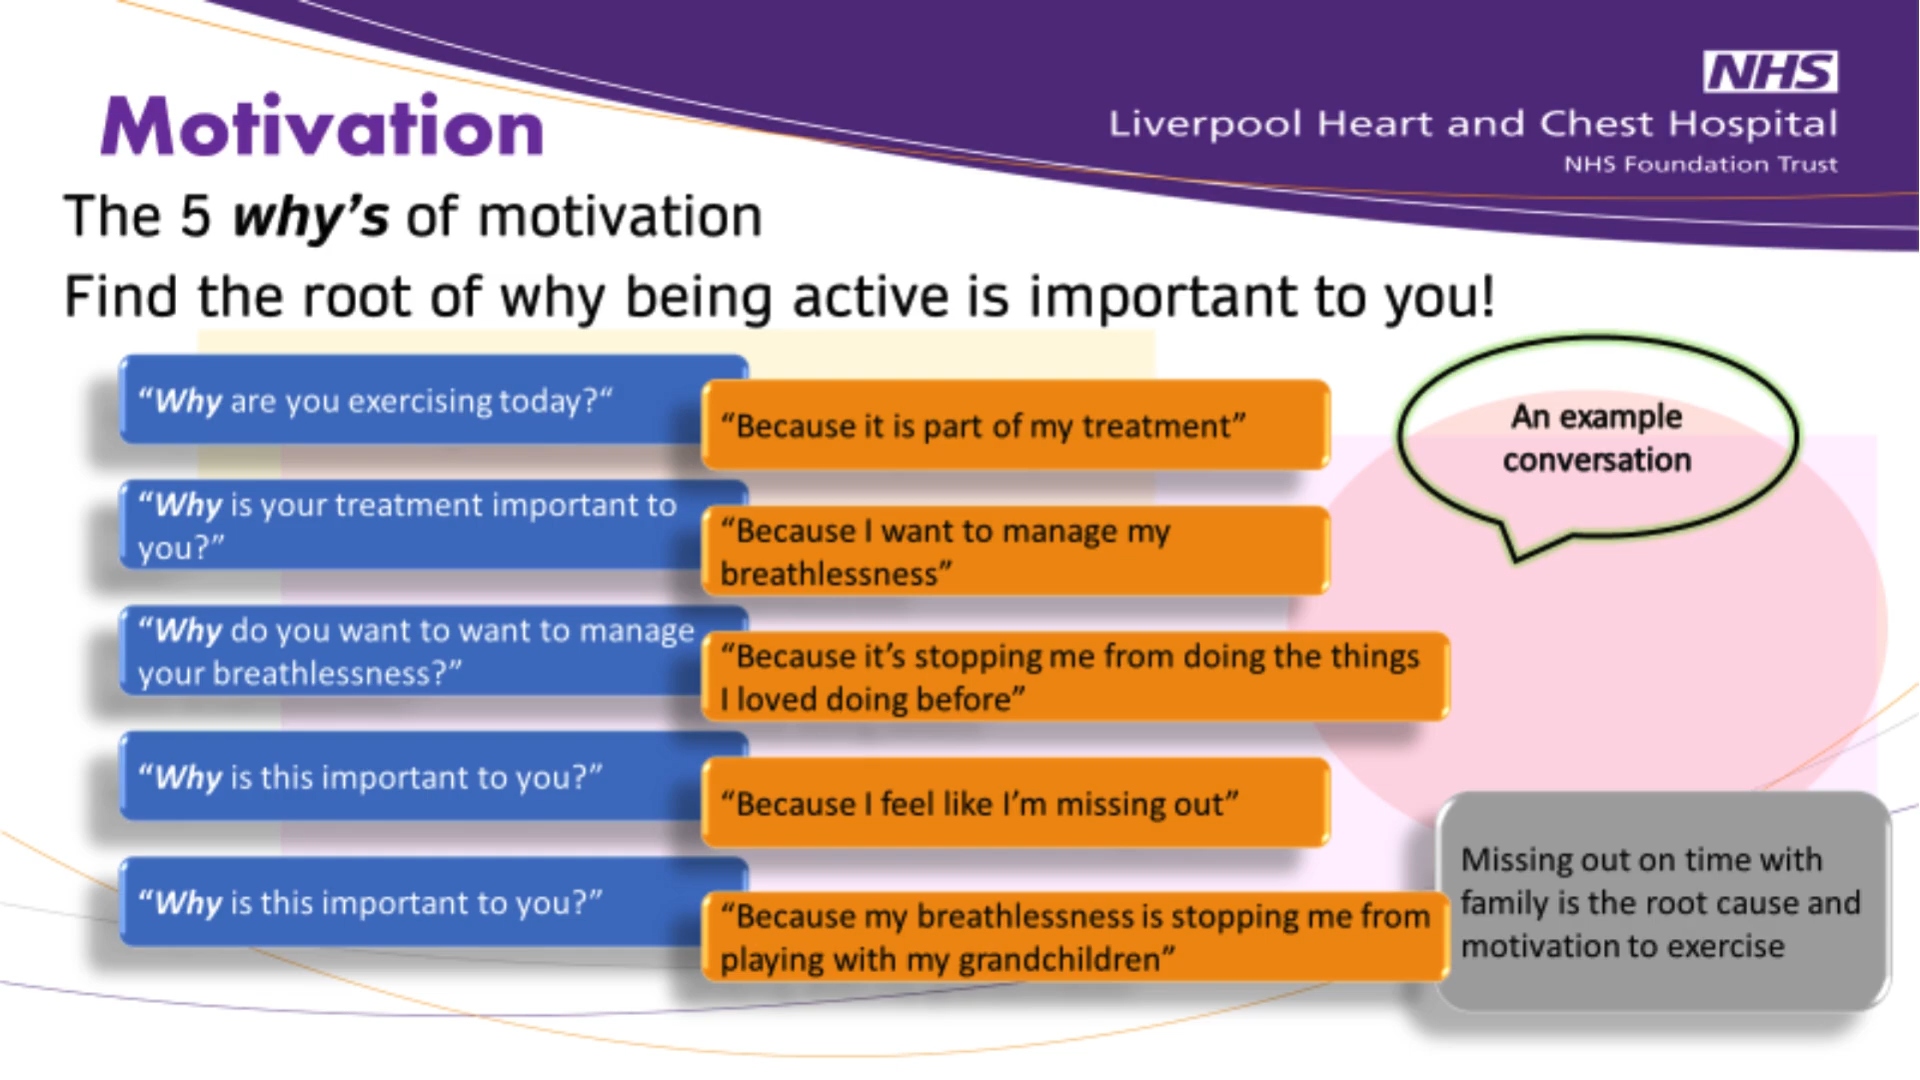 NHS
Liverpool Heart and Chest Hospital
NHS Foundation Trust
Motivation
The 5 why’s of motivation
Find the root of why being active is important to you!
“Why are you exercising today?“
“Because it is part of my treatment”
“Why is your treatment important to
you?”
“Because I want to manage my
breathlessness”
“Why do you want to want to manage
your breathlessness?”
“Because it’s stopping me from doing the things
I loved doing before”
“Why is this important to you?”
“Because I feel like I’m missing out”
“Why is this important to you?”
“Because my breathlessness is stopping me from
playing with my grandchildren”
An example
conversation
Missing out on time with
family is the root cause and
motivation to exercise